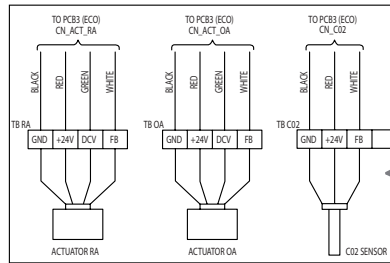 TO PCB3 (ECO)
CN_ACT_RA
BLACK
RED
GREEN
WHITE
TB RA
GND +24V DCV FB
ACTUATOR RA
TO PCB3 (ECO)
CN_ACT_OA
BLACK
RED
GREEN
WHITE
TB OA
GND +24V DCV FB
ACTUATOR OA
TO PCB3 (ECO)
CN_C02
BLACK
RED
WHITE
TB C02
GND +24V FB
C02 SENSOR